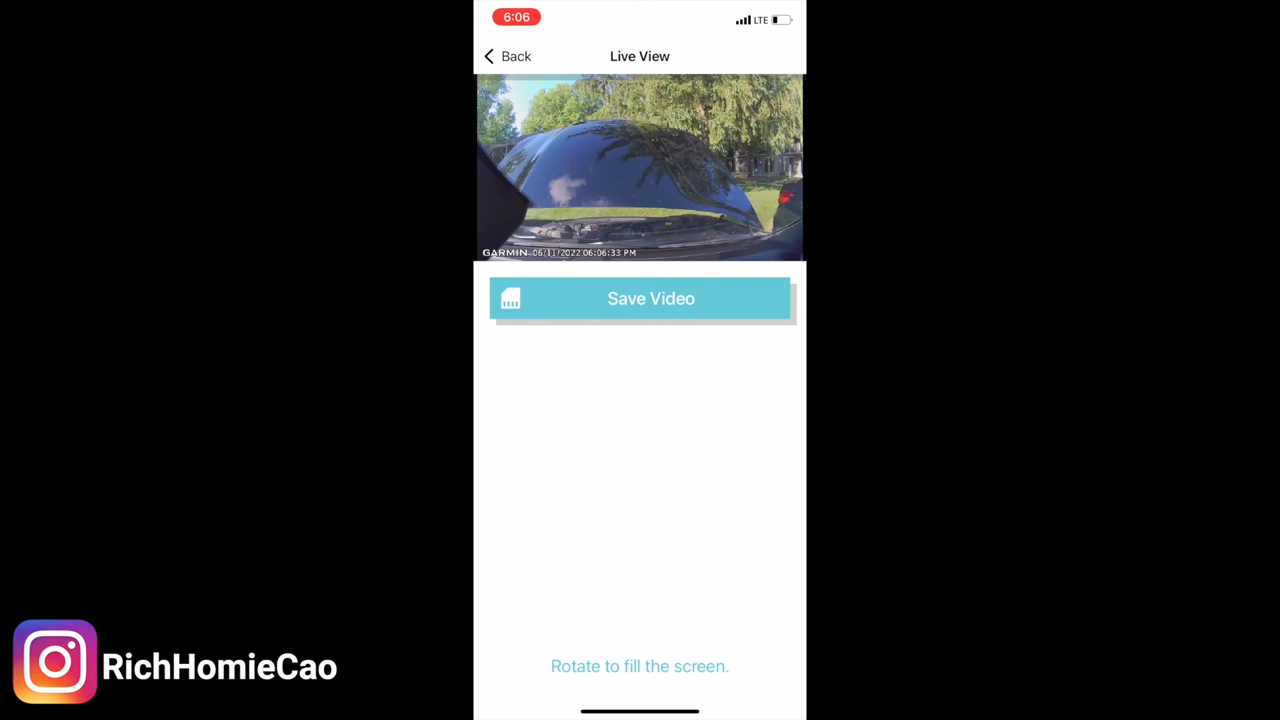 6:06
LTE
Back
Live View
GARMIN 06/11/2022 06:06:33 PM
Save Video
Rotate to fill the screen.
RichHomieCao